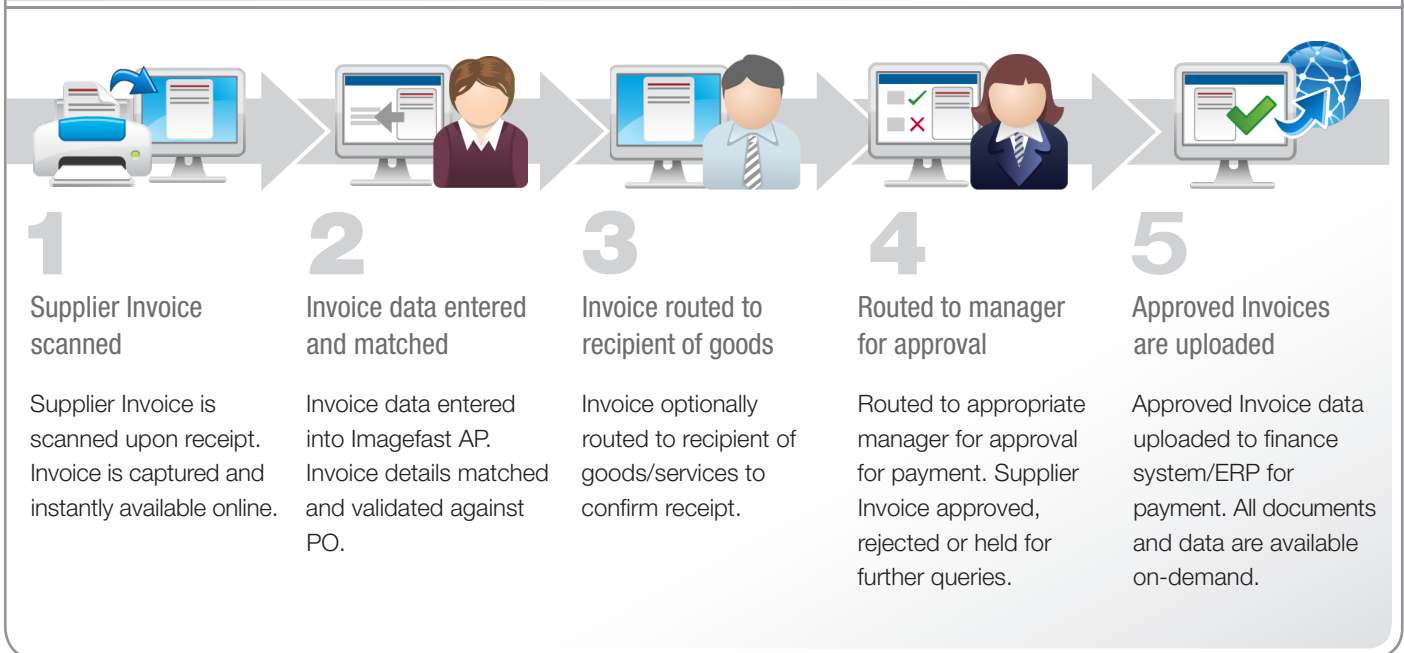 1
Supplier Invoice
scanned
Supplier Invoice is
scanned upon receipt.
Invoice is captured and
instantly available online.
2
Invoice data entered
and matched
Invoice data entered
into Imagefast AP.
Invoice details matched
and validated against
PO.
3
Invoice routed to
recipient of goods
Invoice optionally
routed to recipient of
goods/services to
confirm receipt.
4
Routed to manager
for approval
Routed to appropriate
manager for approval
for payment. Supplier
Invoice approved,
rejected or held for
further queries.
5
Approved Invoices
are uploaded
Approved Invoice data
uploaded to finance
system/ERP for
payment. All documents
and data are available
on-demand.